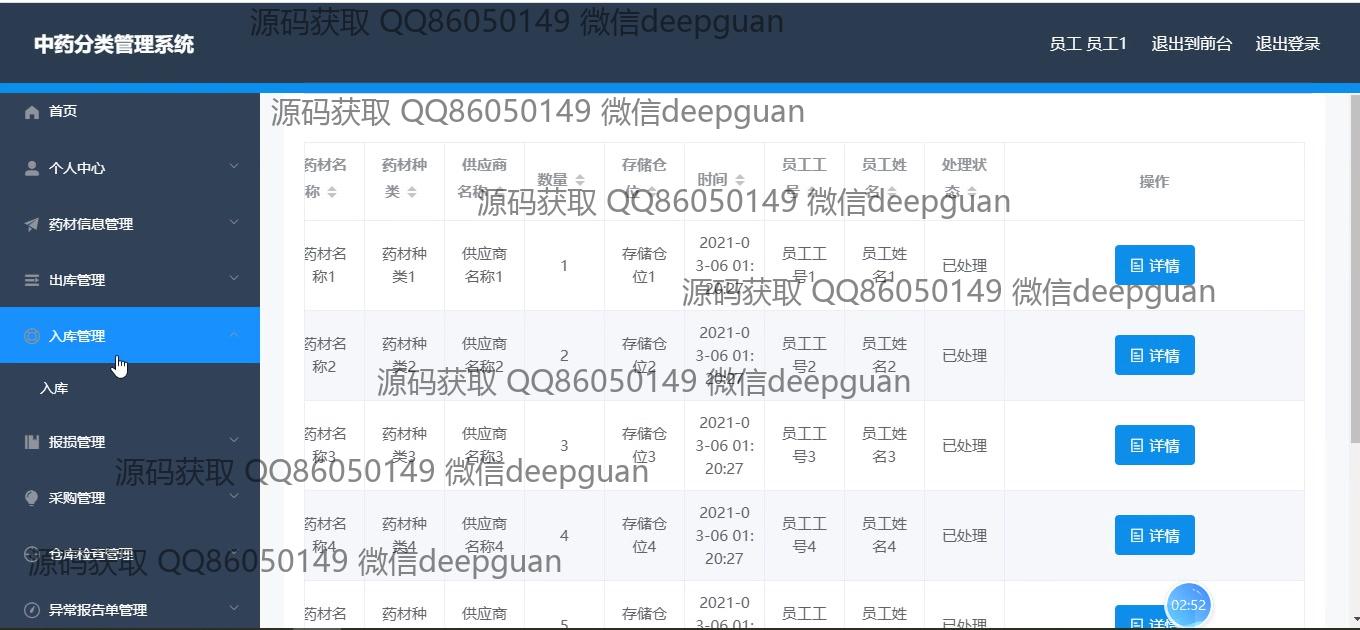 源码获取 QQ86050149 微信deepguan
中药分类管理系统
员工 员工1 退出到前台 退出登录
首页
源码获取 QQ86050149 微信deepguan
个人中心
药材信息管理
出库管理
入库管理
入库
报损管理
采购管理
仓库检查管理
异常报告单管理
药材名称 药材种类 供应商名称 数量 存储仓位 时间 员工工号 员工姓名 处理状态 操作
源码获取 QQ86050149 微信deepguan
药材名称1 药材种类1 供应商名称1 1 存储仓位1 2021-03-06 01:20:27 员工工号1 员工姓名1 已处理 详情
源码获取 QQ86050149 微信deepguan
药材名称2 药材种类2 供应商名称2 2 存储仓位2 2021-03-06 01:20:27 员工工号2 员工姓名2 已处理 详情
源码获取 QQ86050149 微信deepguan
药材名称3 药材种类3 供应商名称3 3 存储仓位3 2021-03-06 01:20:27 员工工号3 员工姓名3 已处理 详情
源码获取 QQ86050149 微信deepguan
药材名称4 药材种类4 供应商名称4 4 存储仓位4 2021-03-06 01:20:27 员工工号4 员工姓名4 已处理 详情
源码获取 QQ86050149 微信deepguan
药材名 药材种 供应商 5 存储仓 2021-03-06 01: 员工工 员工姓 已处理 详情
02:52